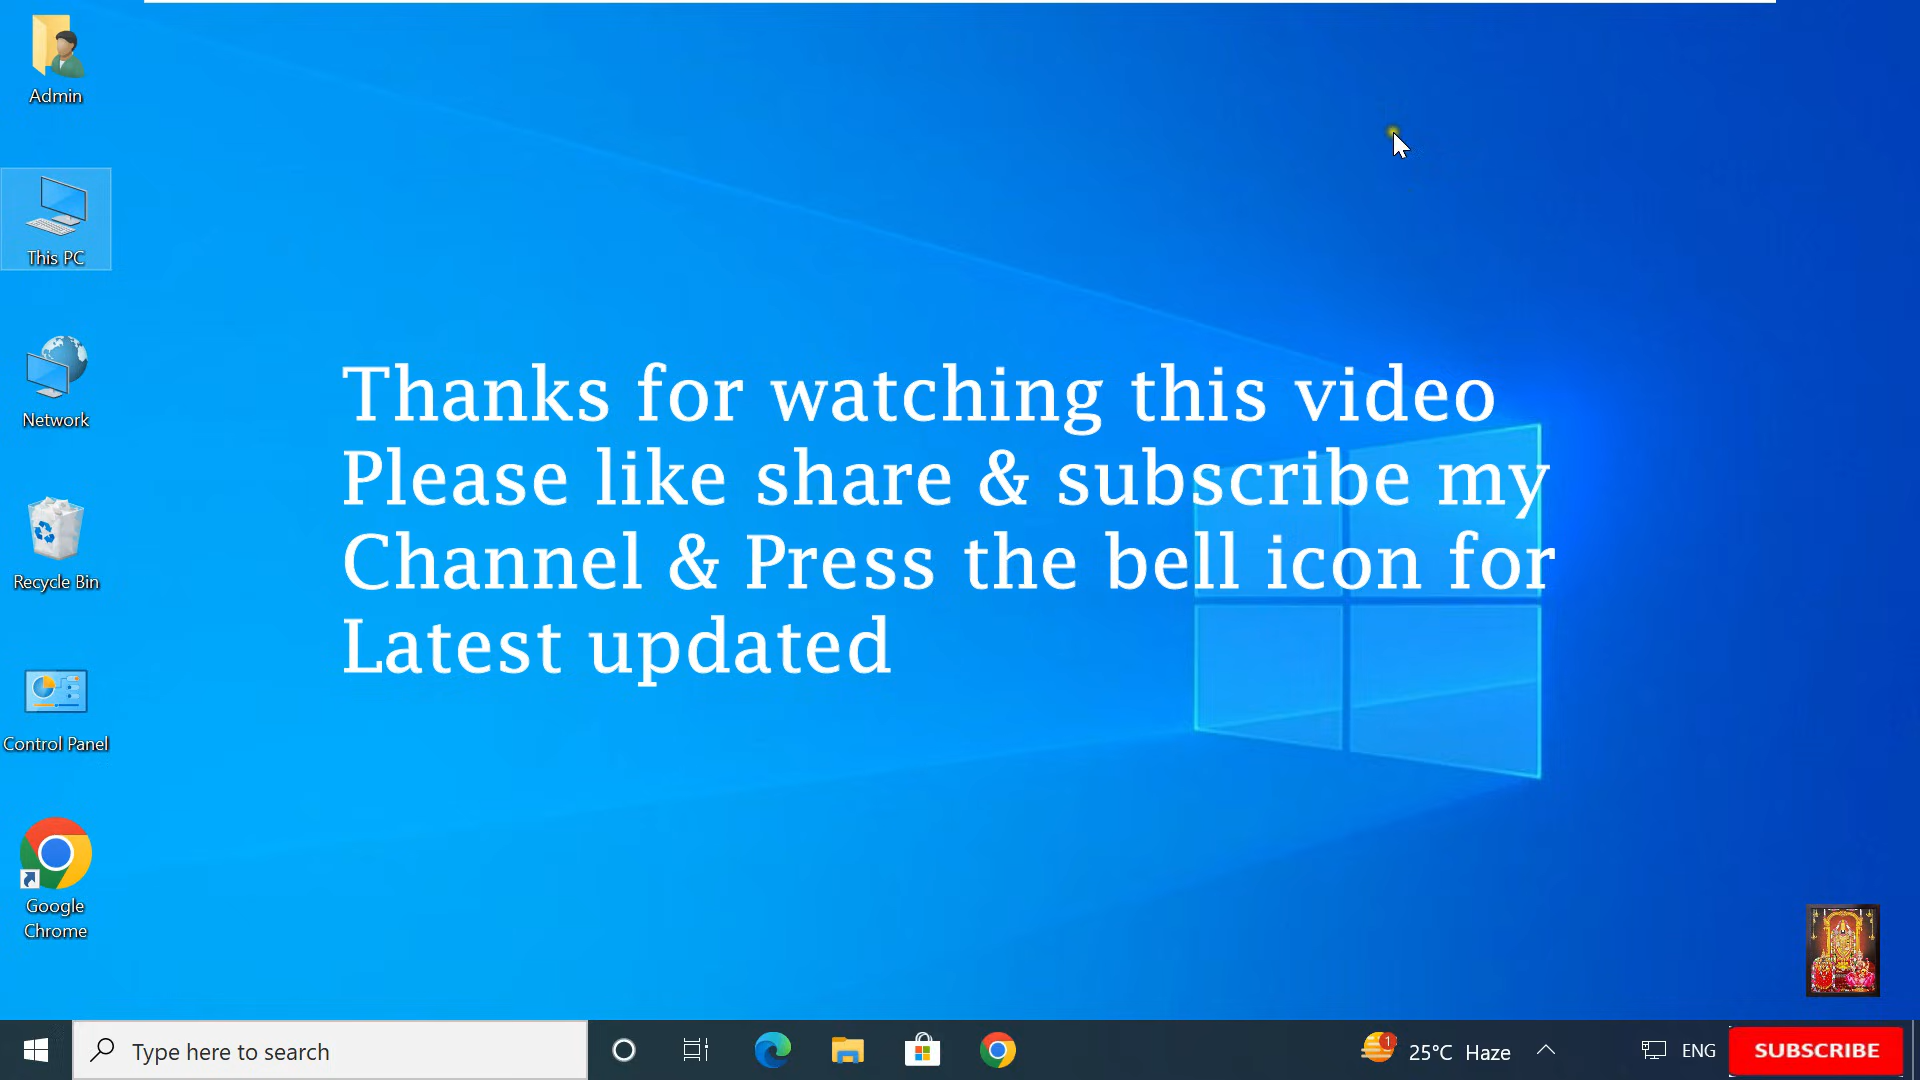 Admin
This PC
Network
Recycle Bin
Control Panel
Google
Chrome
Thanks for watching this video
Please like share & subscribe my
Channel & Press the bell icon for
Latest updated
Type here to search
1
25°C Haze
ENG
SUBSCRIBE